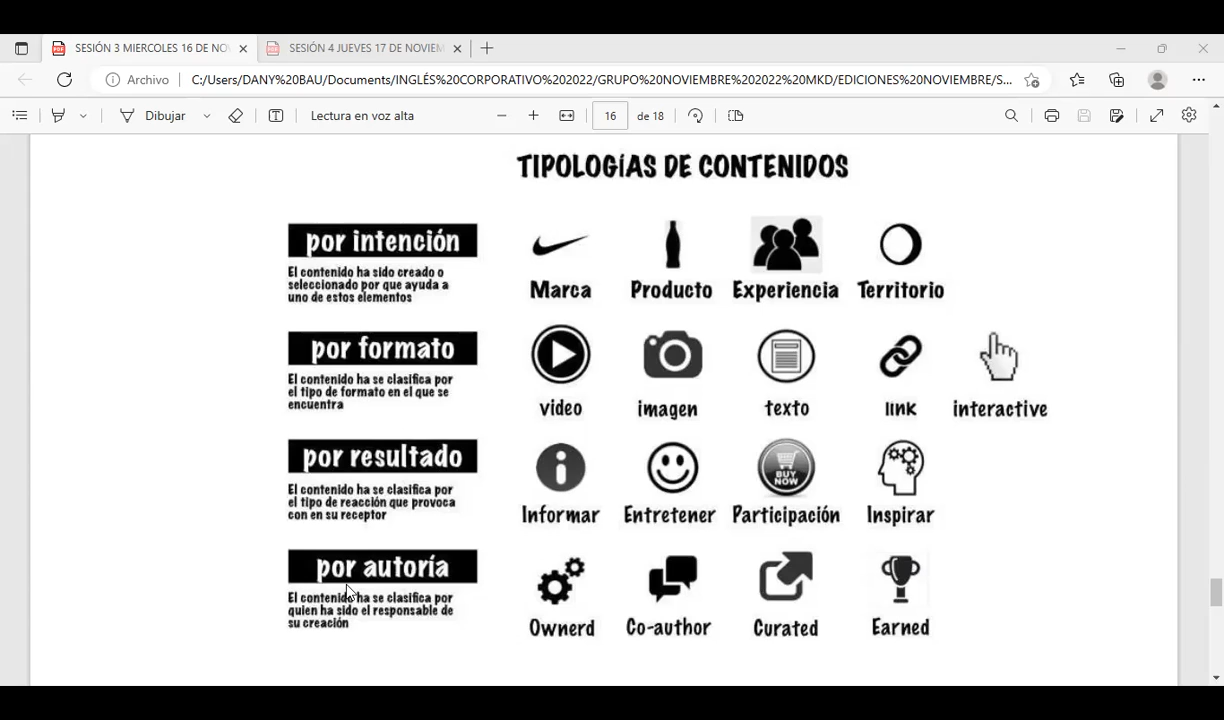 SESIÓN 3 MIERCOLES 16 DE NO
SESIÓN 4 JUEVES 17 DE NOVIEM
Archivo
C:/Users/DANY%20BAU/Documents/INGLÉS%20CORPORATIVO%202022/GRUPO%20NOVIEMBRE%202022%20MKD/EDICIONES%20NOVIEMBRE/S...
Dibujar
Lectura en voz alta
16
de 18
TIPOLOGíAS DE CONTENIDOS
por intención
El contenido ha sido creado o
seleccionado por que ayuda a
uno de estos elementos
Marca
Producto
Experiencia
Territorio
por formato
El contenido ha se clasifica por
el tipo de formato en el que se
encuentra
video
imagen
texto
link
interactive
por resultado
El contenido ha se clasifica por
el tipo de reacción que provoca
con en su receptor
Informar
Entretener
BUY
NOW
Participación
Inspirar
por autoría
El contenido ha se clasifica por
quien ha sido el responsable de
su creación
Ownerd
Co-author
Curated
Earned